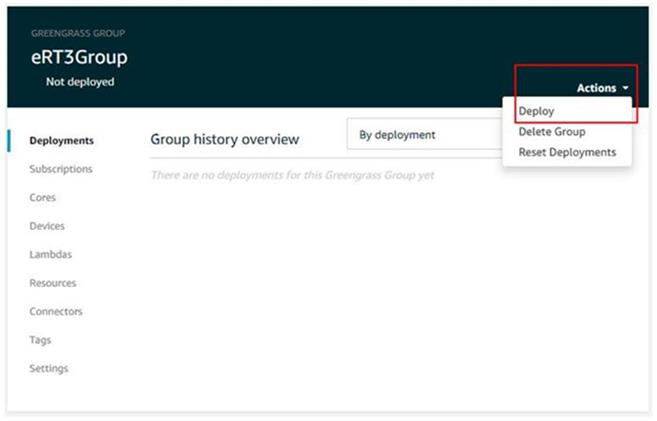 GREENGRASS GROUP
eRT3Group
Not deployed
Actions
Deploy
Delete Group
Reset Deployments
Deployments
Subscriptions
Cores
Devices
Lambdas
Resources
Connectors
Tags
Settings
Group history overview
By deployment
There are no deployments for this Greengrass Group yet